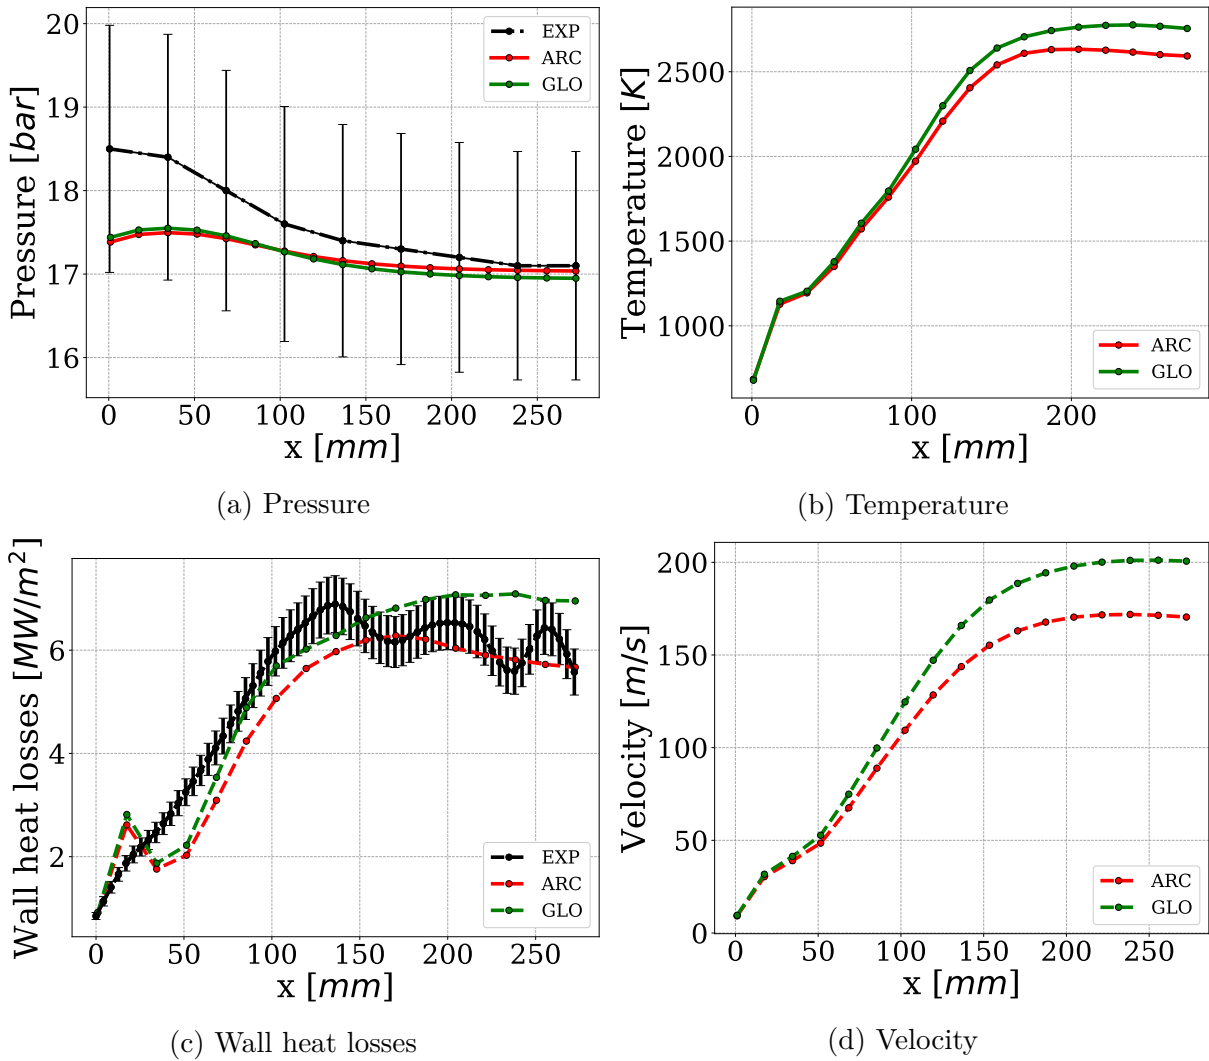 20
19
18
17
16
Pressure [bar]
EXP
ARC
GLO
0 50 100 150 200 250
x [mm]
(a) Pressure
2500
2000
1500
1000
Temperature [K]
ARC
GLO
0 100 200
x [mm]
(b) Temperature
8
6
4
2
Wall heat losses [MW/m²]
EXP
ARC
GLO
0 50 100 150 200 250
x [mm]
(c) Wall heat losses
200
150
100
50
0
Velocity [m/s]
ARC
GLO
0 50 100 150 200 250
x [mm]
(d) Velocity